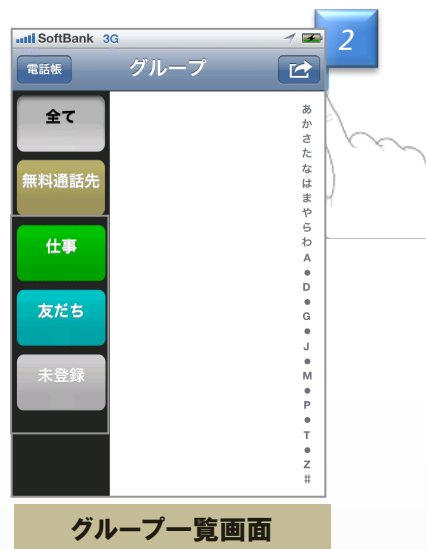 SoftBank 3G
2
電話帳
グループ
全て
無料通話先
仕事
友だち
未登録
あ
か
さ
た
な
は
ま
や
ら
わ
A
●
D
●
G
●
J
●
M
●
P
●
T
●
Z
#
グループ一覧画面